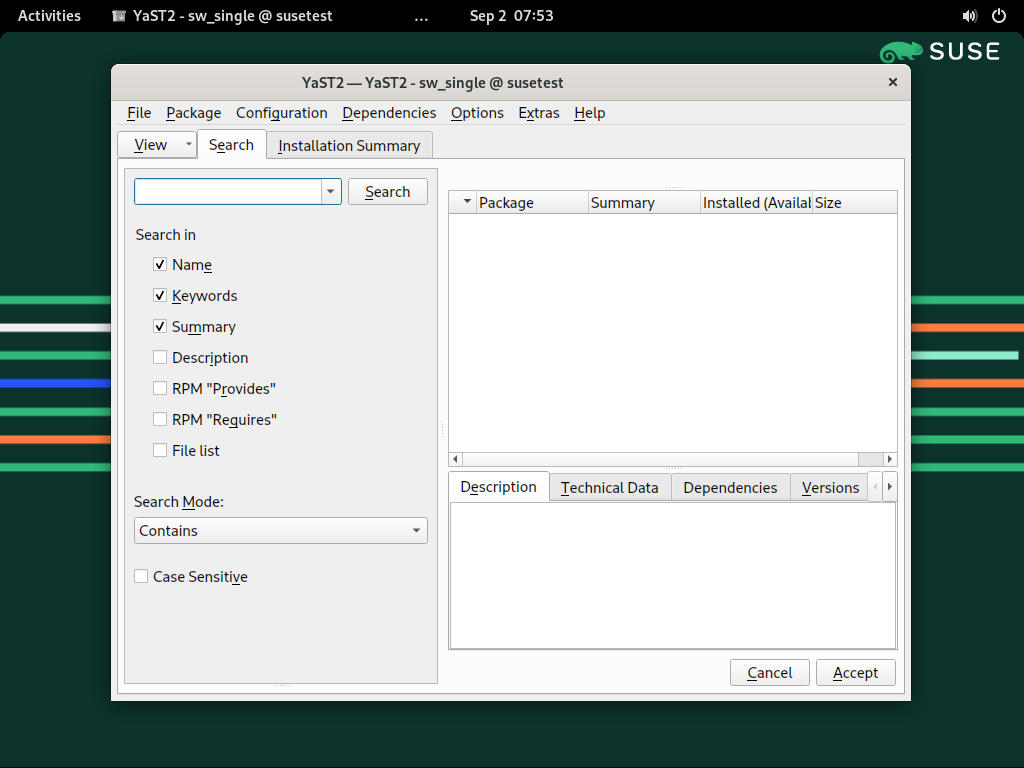 Activities YaST2 - sw_single @ susetest ... Sep 2 07:53
SUSE
YaST2 — YaST2 - sw_single @ susetest
File Package Configuration Dependencies Options Extras Help
View Search Installation Summary
Search
Package Summary Installed (Availab Size
Search in
Name
Keywords
Summary
Description
RPM "Provides"
RPM "Requires"
File list
Description Technical Data Dependencies Versions
Search Mode:
Contains
Case Sensitive
Cancel Accept